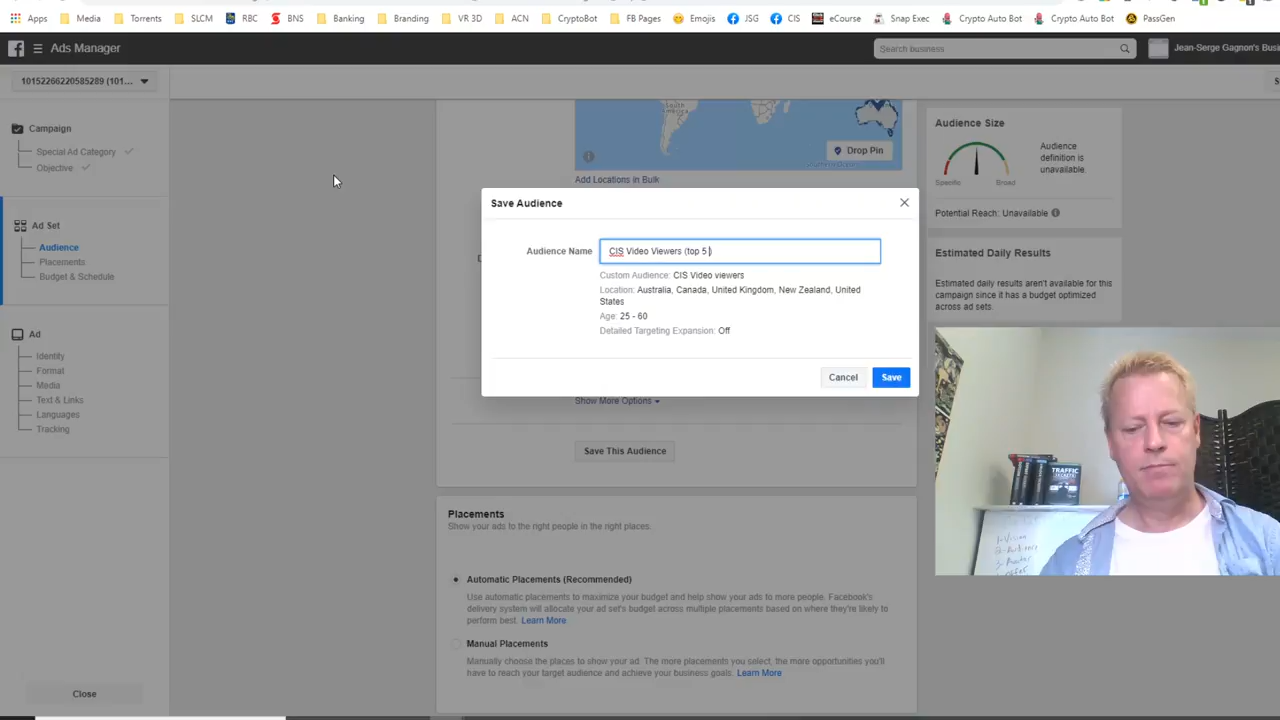 Apps Media Torrents SLCM RBC BNS Banking Branding VR 3D ACN CryptoBot FB Pages Emojis JSG CIS eCourse Snap Exec Crypto Auto Bot Crypto Auto Bot PassGen
Ads Manager
Search business
Jean-Serge Gagnon's Busi
10152266220585289 (101...
Campaign
Special Ad Category
Objective
Ad Set
Audience
Placements
Budget & Schedule
Ad
Identity
Format
Media
Text & Links
Languages
Tracking
Close
South
America
Drop Pin
Add Locations in Bulk
Save Audience
Audience Name
CIS Video Viewers (top 5
Custom Audience: CIS Video viewers
Location: Australia, Canada, United Kingdom, New Zealand, United
States
Age: 25 - 60
Detailed Targeting Expansion: Off
Cancel
Save
Show More Options
Save This Audience
Placements
Show your ads to the right people in the right places.
Automatic Placements (Recommended)
Use automatic placements to maximize your budget and help show your ads to more people. Facebook's
delivery system will allocate your ad set's budget across multiple placements based on where they're likely to
perform best. Learn More
Manual Placements
Manually choose the places to show your ad. The more placements you select, the more opportunities you'll
have to reach your target audience and achieve your business goals. Learn More
Audience Size
Specific
Broad
Audience
definition is
unavailable.
Potential Reach: Unavailable
Estimated Daily Results
Estimated daily results aren't available for this
campaign since it has a budget optimized
across ad sets.
TRAFFIC
SECRETS